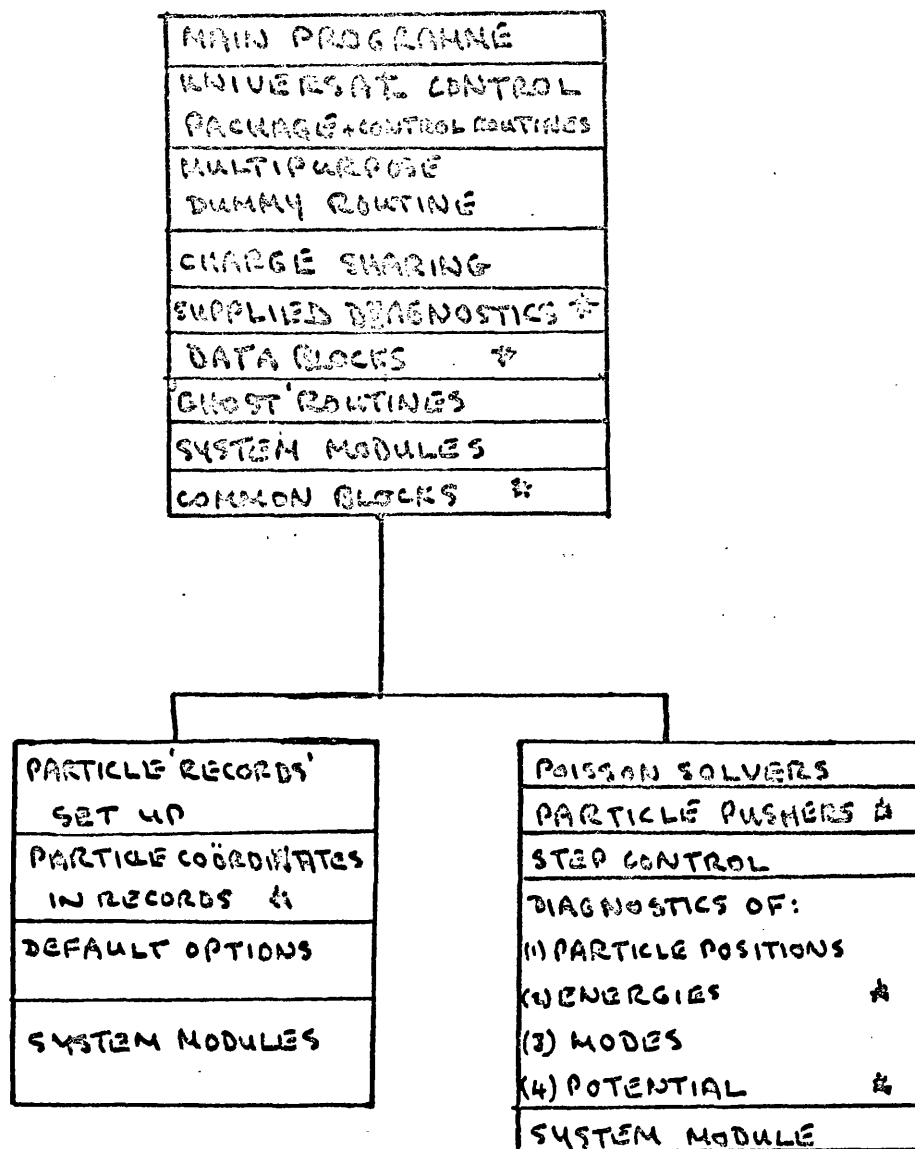 MAIN PROGRAMME
UNIVERSAL CONTROL
PACKAGE + CONTROL ROUTINES
MULTIPURPOSE
DUMMY ROUTINE
CHARGE SHARING
SUPPLIED DIAGNOSTICS *
DATA BLOCKS *
'GHOST' ROUTINES
SYSTEM MODULES
COMMON BLOCKS *
PARTICLE 'RECORDS'
SET UP
PARTICLE COÖRDINATES
IN RECORDS *
DEFAULT OPTIONS
SYSTEM MODULES
POISSON SOLVERS
PARTICLE PUSHERS *
STEP CONTROL
DIAGNOSTICS OF:
(1) PARTICLE POSITIONS
(2) ENERGIES *
(3) MODES
(4) POTENTIAL *
SYSTEM MODULE